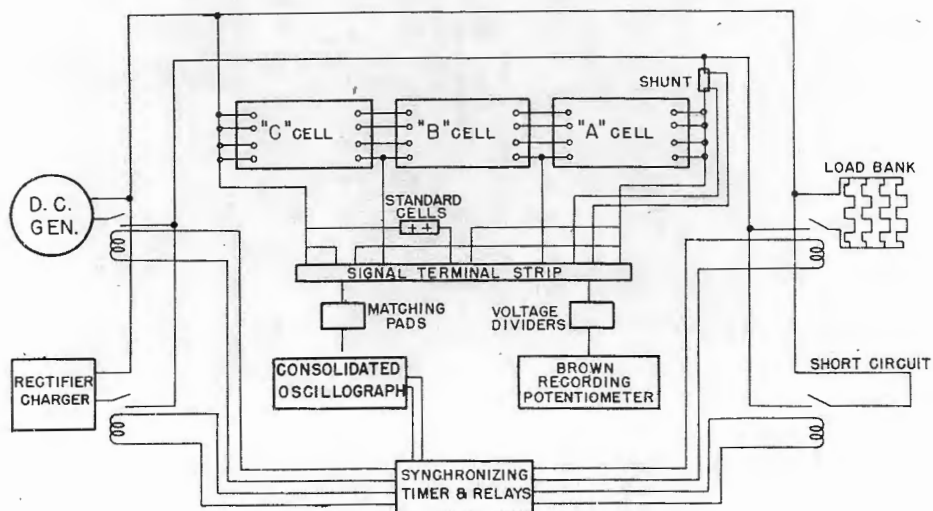 SHUNT
"C" CELL
"B" CELL
"A" CELL
LOAD BANK
D. C.
GEN.
STANDARD
CELLS
++
SIGNAL TERMINAL STRIP
MATCHING
PADS
VOLTAGE
DIVIDERS
RECTIFIER
CHARGER
CONSOLIDATED
OSCILLOGRAPH
BROWN
RECORDING
POTENTIOMETER
SHORT CIRCUIT
SYNCHRONIZING
TIMER & RELAYS